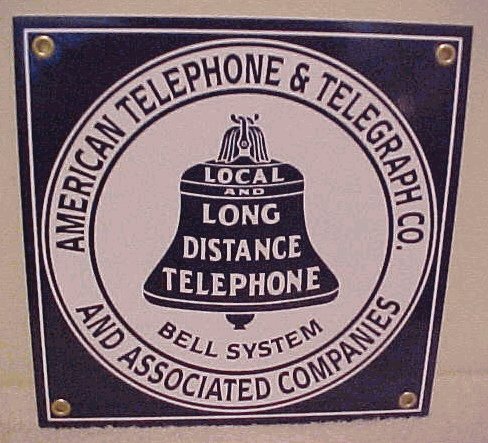 AMERICAN TELEPHONE & TELEGRAPH CO.
LOCAL
AND
LONG
DISTANCE
TELEPHONE
BELL SYSTEM
AND ASSOCIATED COMPANIES